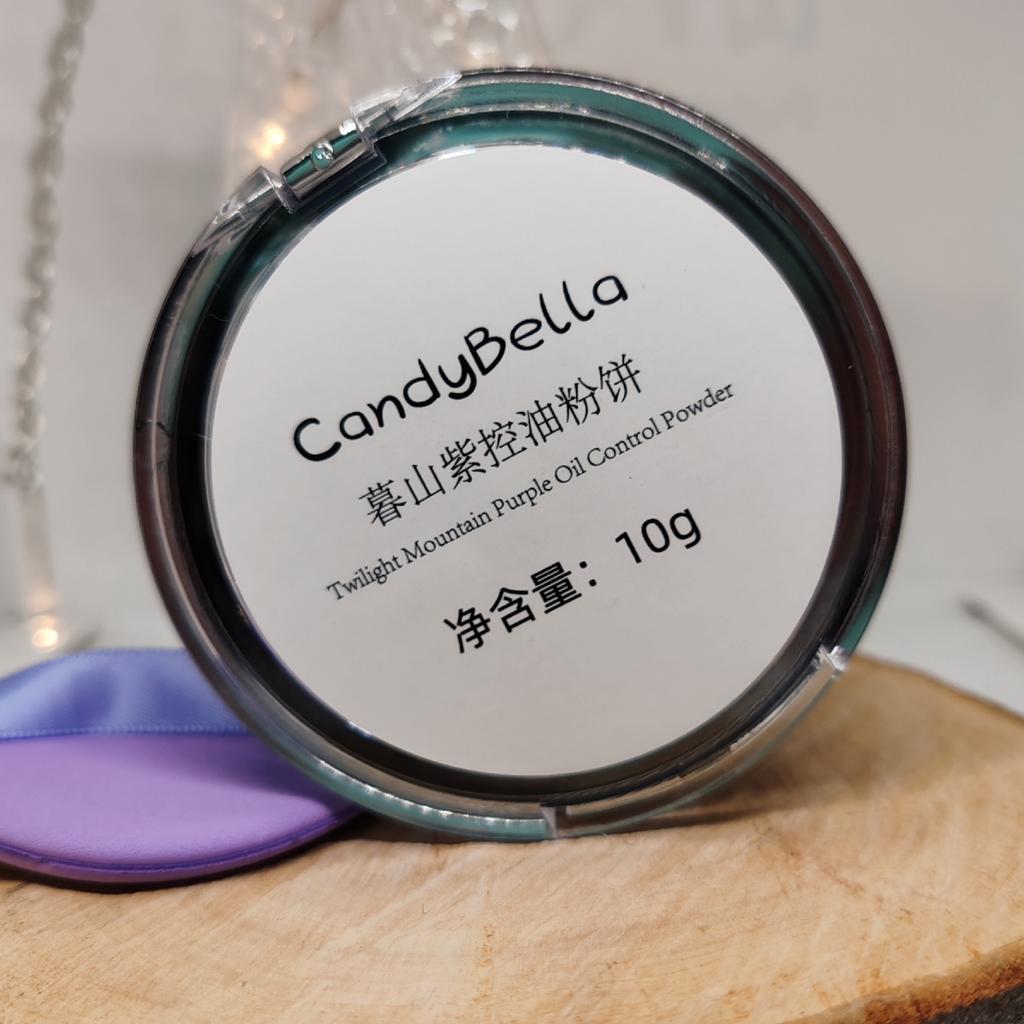 CandyBella
暮山紫控油粉饼
Twilight Mountain Purple Oil Control Powder
净含量：10g